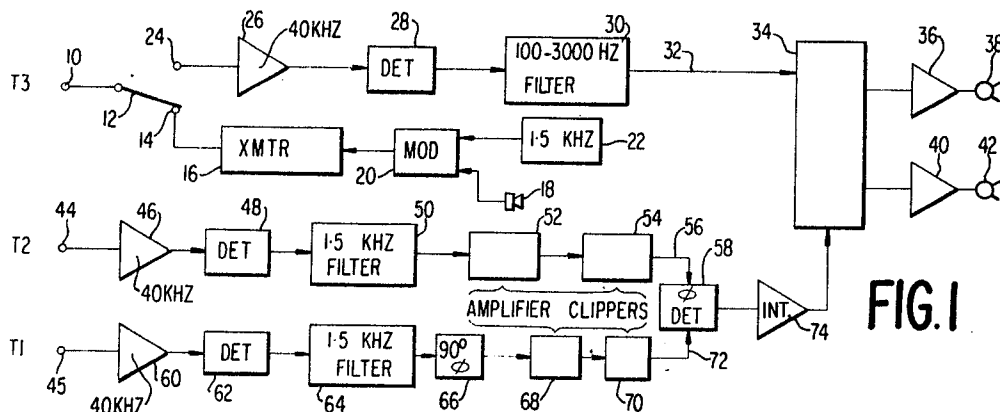 26
24
40KHZ
28
DET
30
100-3000 HZ
FILTER
32
34
36
38
T3
10
12
14
XMTR
16
MOD
20
1.5 KHZ
22
18
40
42
T2
44
46
40KHZ
48
DET
50
1.5 KHZ
FILTER
52
54
56
58
Φ
DET
AMPLIFIER CLIPPERS
INT.
74
FIG.1
T1
45
40KHZ
60
DET
62
1.5 KHZ
FILTER
64
90°
Φ
66
68
70
72